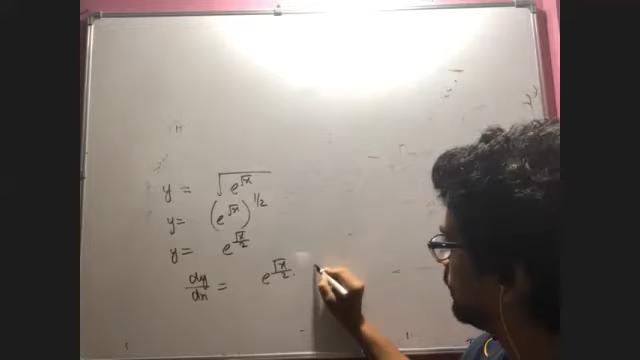 y = √(e^√x)
y = (e^√x)^1/2
y = e^√x/2
dy/dx = e^√x/2 .